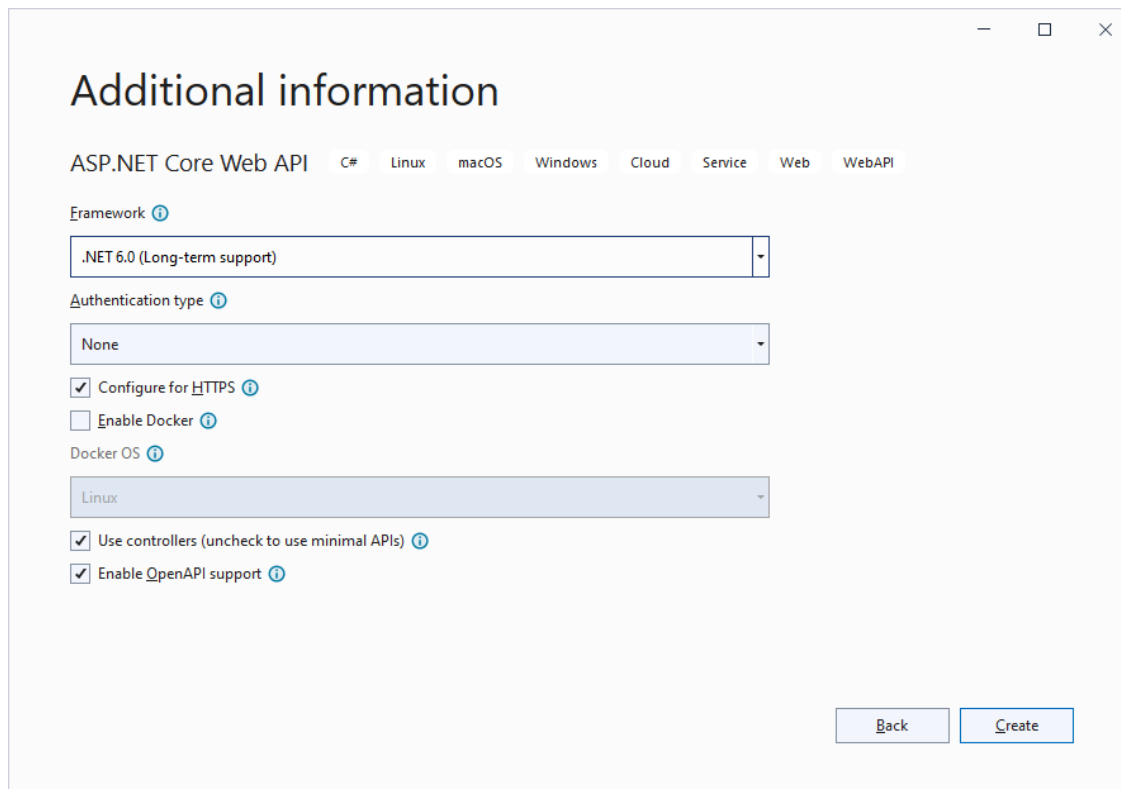 Additional information
ASP.NET Core Web API C# Linux macOS Windows Cloud Service Web WebAPI
Framework
.NET 6.0 (Long-term support)
Authentication type
None
Configure for HTTPS
Enable Docker
Docker OS
Linux
Use controllers (uncheck to use minimal APIs)
Enable OpenAPI support
Back Create